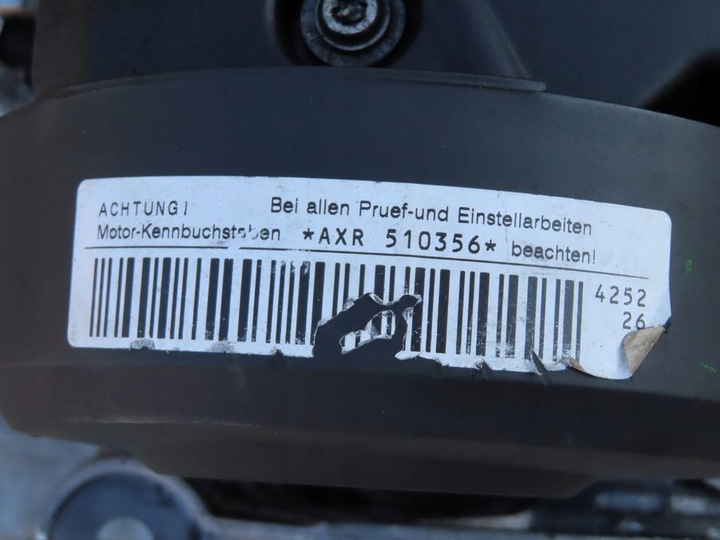 ACHTUNG! Bei allen Pruef-und Einstellarbeiten
Motor-Kennbuchstaben *AXR 510356* beachten!
4252
26